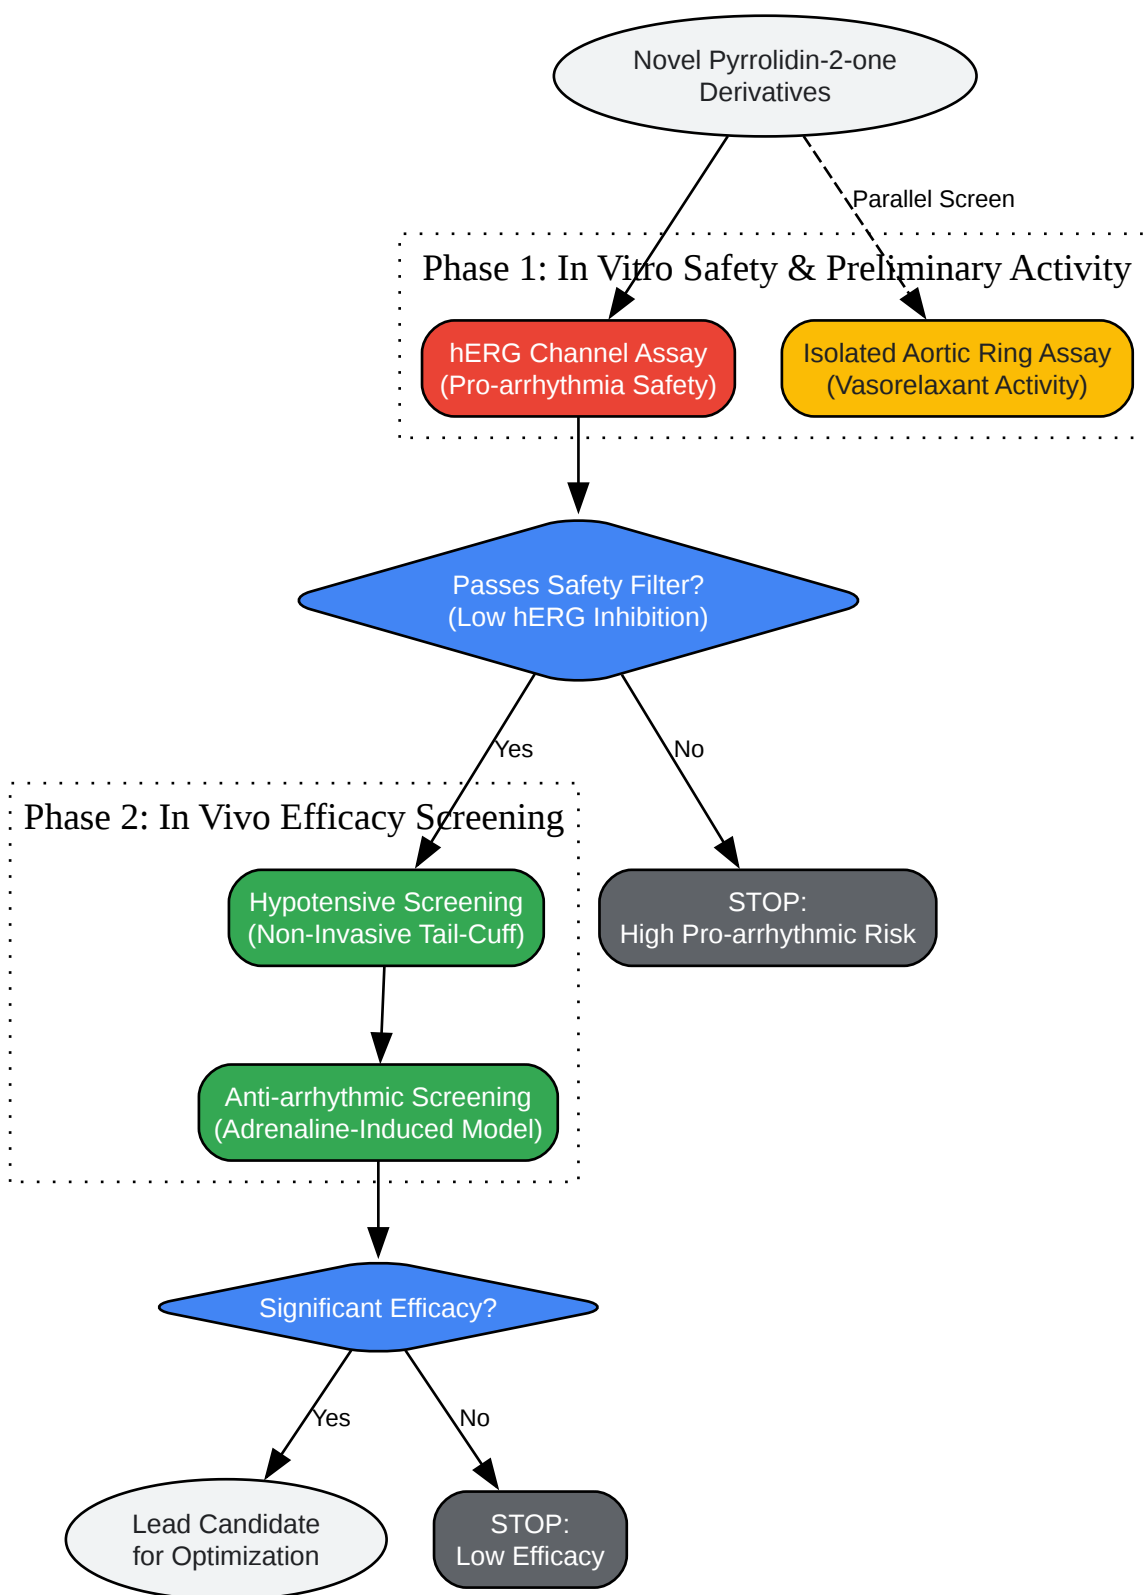 Novel Pyrrolidin-2-one
Derivatives
Parallel Screen
Phase 1: In Vitro Safety & Preliminary Activity
hERG Channel Assay
(Pro-arrhythmia Safety)
Isolated Aortic Ring Assay
(Vasorelaxant Activity)
Passes Safety Filter?
(Low hERG Inhibition)
Yes
No
Phase 2: In Vivo Efficacy Screening
Hypotensive Screening
(Non-Invasive Tail-Cuff)
STOP:
High Pro-arrhythmic Risk
Anti-arrhythmic Screening
(Adrenaline-Induced Model)
Significant Efficacy?
Yes
No
Lead Candidate
for Optimization
STOP:
Low Efficacy